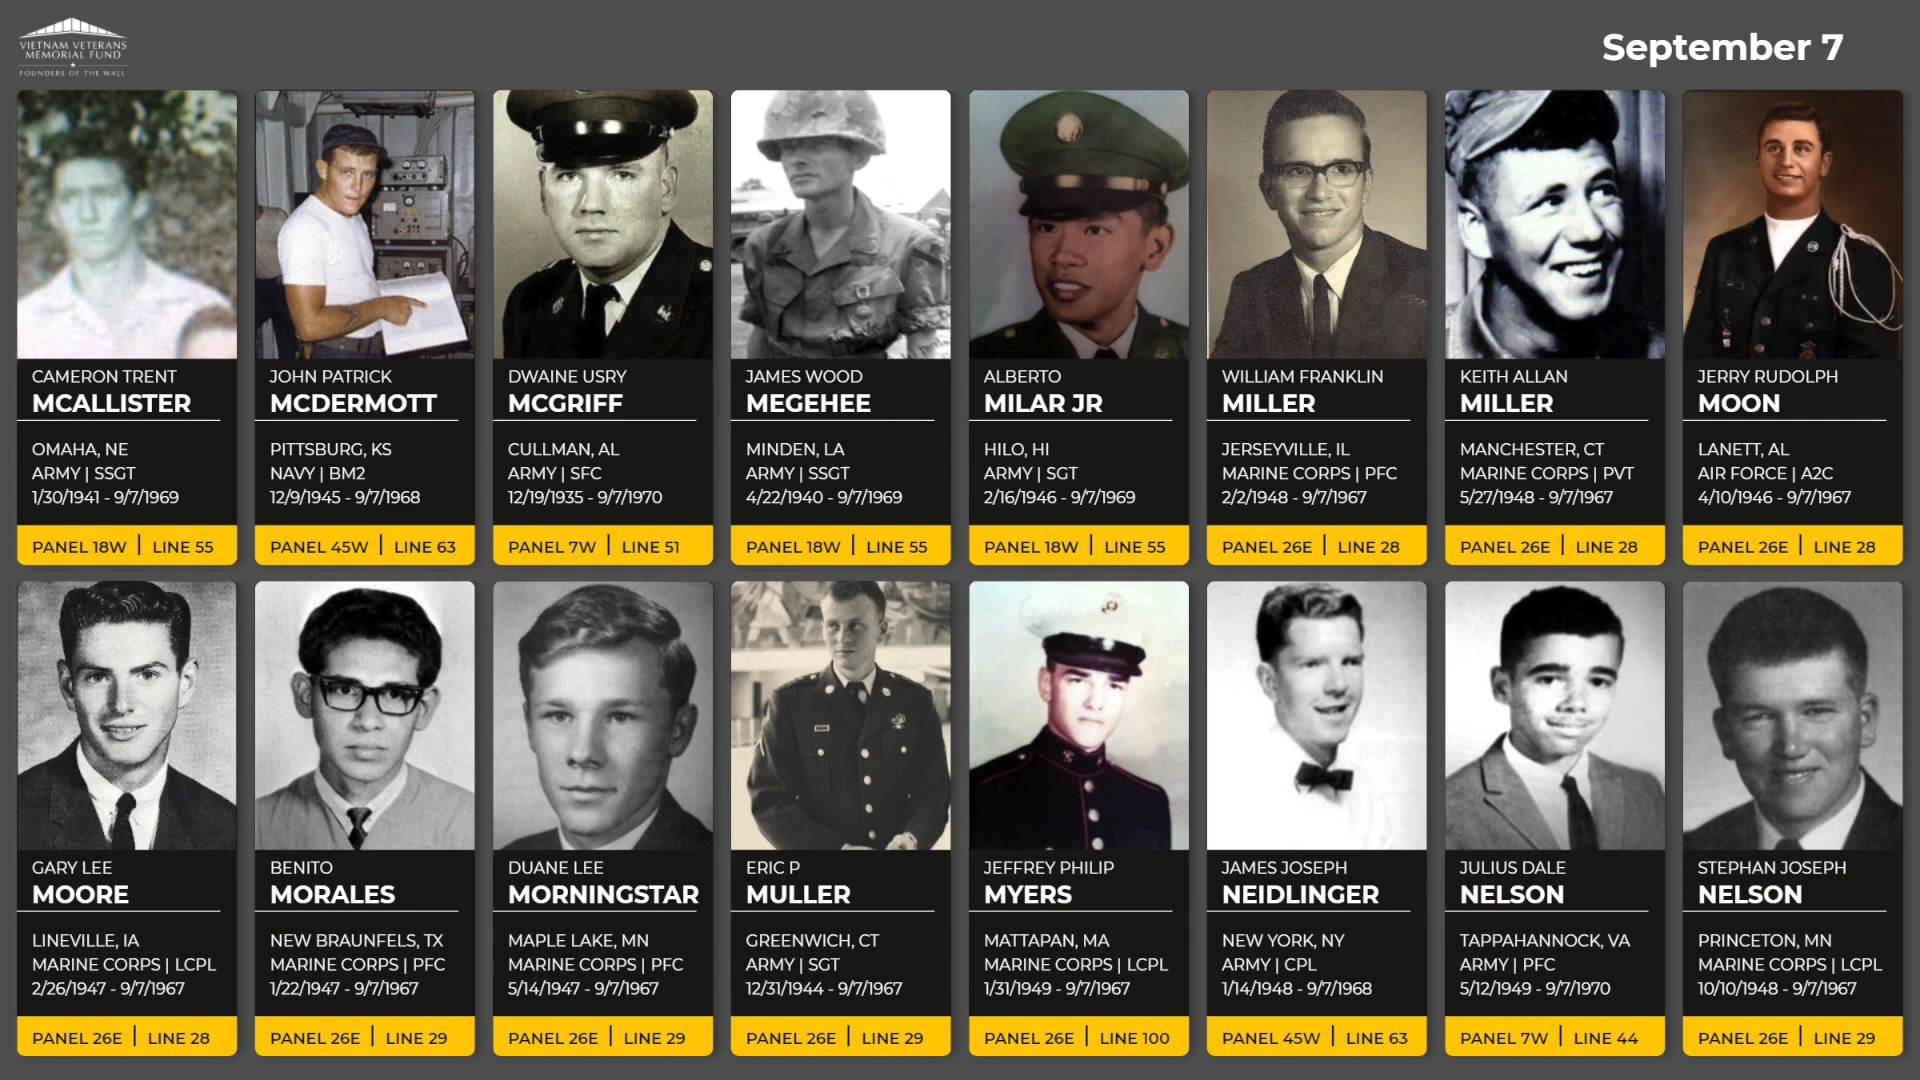 VIETNAM VETERANS
MEMORIAL FUND
FOUNDERS OF THE WALL
September 7
CAMERON TRENT
MCALLISTER
OMAHA, NE
ARMY | SSGT
1/30/1941 - 9/7/1969
PANEL 18W | LINE 55
JOHN PATRICK
MCDERMOTT
PITTSBURG, KS
NAVY | BM2
12/9/1945 - 9/7/1968
PANEL 45W | LINE 63
DWAINE USRY
MCGRIFF
CULLMAN, AL
ARMY | SFC
12/19/1935 - 9/7/1970
PANEL 7W | LINE 51
JAMES WOOD
MEGEHEE
MINDEN, LA
ARMY | SSGT
4/22/1940 - 9/7/1969
PANEL 18W | LINE 55
ALBERTO
MILAR JR
HILO, HI
ARMY | SGT
2/16/1946 - 9/7/1969
PANEL 18W | LINE 55
WILLIAM FRANKLIN
MILLER
JERSEYVILLE, IL
MARINE CORPS | PFC
2/2/1948 - 9/7/1967
PANEL 26E | LINE 28
KEITH ALLAN
MILLER
MANCHESTER, CT
MARINE CORPS | PVT
5/27/1948 - 9/7/1967
PANEL 26E | LINE 28
JERRY RUDOLPH
MOON
LANETT, AL
AIR FORCE | A2C
4/10/1946 - 9/7/1967
PANEL 26E | LINE 28
GARY LEE
MOORE
LINEVILLE, IA
MARINE CORPS | LCPL
2/26/1947 - 9/7/1967
PANEL 26E | LINE 28
BENITO
MORALES
NEW BRAUNFELS, TX
MARINE CORPS | PFC
1/22/1947 - 9/7/1967
PANEL 26E | LINE 29
DUANE LEE
MORNINGSTAR
MAPLE LAKE, MN
MARINE CORPS | PFC
5/14/1947 - 9/7/1967
PANEL 26E | LINE 29
ERIC P
MULLER
GREENWICH, CT
ARMY | SGT
12/31/1944 - 9/7/1967
PANEL 26E | LINE 29
JEFFREY PHILIP
MYERS
MATTAPAN, MA
MARINE CORPS | LCPL
1/31/1949 - 9/7/1967
PANEL 26E | LINE 100
JAMES JOSEPH
NEIDLINGER
NEW YORK, NY
ARMY | CPL
1/14/1948 - 9/7/1968
PANEL 45W | LINE 63
JULIUS DALE
NELSON
TAPPAHANNOCK, VA
ARMY | PFC
5/12/1949 - 9/7/1970
PANEL 7W | LINE 44
STEPHAN JOSEPH
NELSON
PRINCETON, MN
MARINE CORPS | LCPL
10/10/1948 - 9/7/1967
PANEL 26E | LINE 29